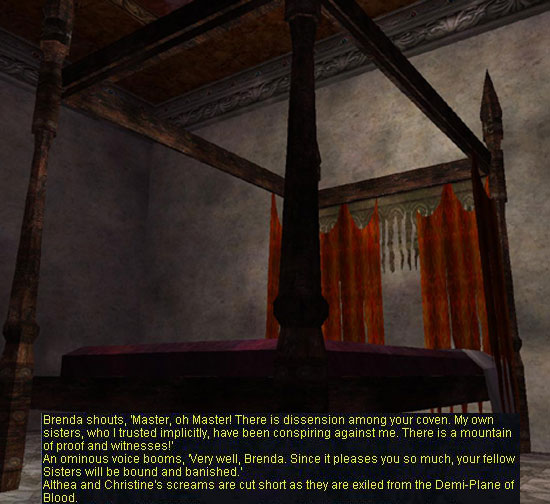 Brenda shouts, 'Master, oh Master! There is dissension among your coven. My own
sisters, who I trusted implicitly, have been conspiring against me. There is a mountain
of proof and witnesses!'
An ominous voice booms, 'Very well, Brenda. Since it pleases you so much, your fellow
Sisters will be bound and banished.'
Althea and Christine's screams are cut short as they are exiled from the Demi-Plane of
Blood.